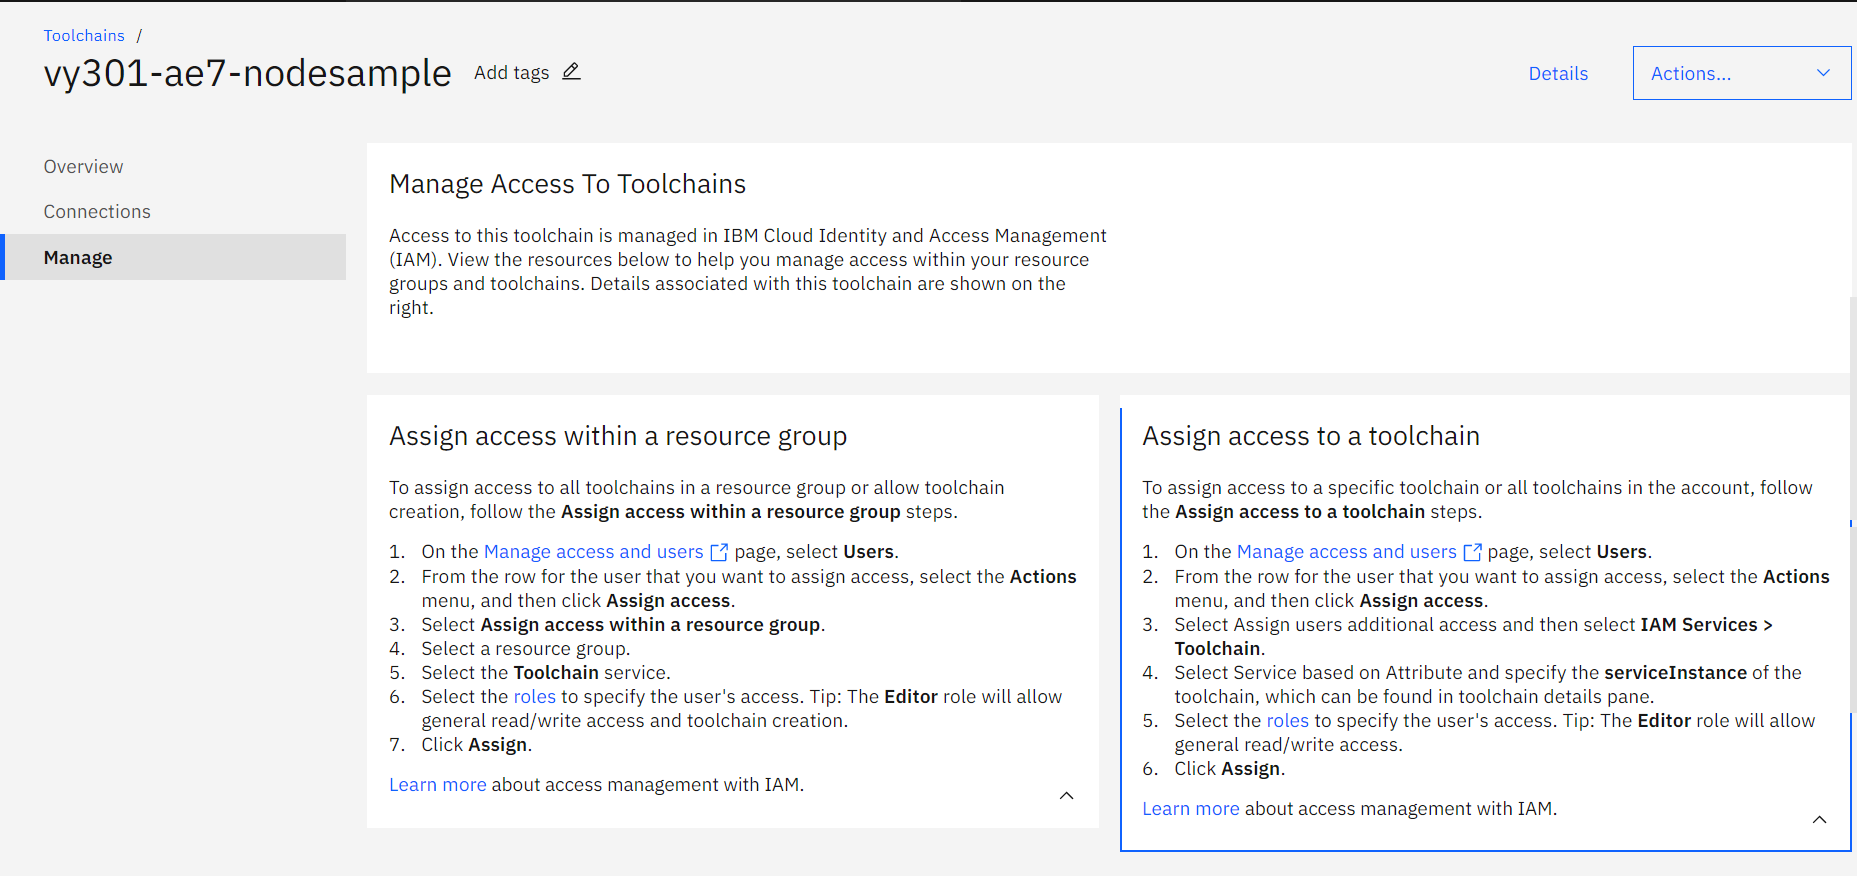 Toolchains /
vy301-ae7-nodesample Add tags
Details
Actions...
Overview
Connections
Manage
Manage Access To Toolchains
Access to this toolchain is managed in IBM Cloud Identity and Access Management
(IAM). View the resources below to help you manage access within your resource
groups and toolchains. Details associated with this toolchain are shown on the
right.
Assign access within a resource group
To assign access to all toolchains in a resource group or allow toolchain
creation, follow the Assign access within a resource group steps.
1. On the Manage access and users page, select Users.
2. From the row for the user that you want to assign access, select the Actions
menu, and then click Assign access.
3. Select Assign access within a resource group.
4. Select a resource group.
5. Select the Toolchain service.
6. Select the roles to specify the user's access. Tip: The Editor role will allow
general read/write access and toolchain creation.
7. Click Assign.
Learn more about access management with IAM.
Assign access to a toolchain
To assign access to a specific toolchain or all toolchains in the account, follow
the Assign access to a toolchain steps.
1. On the Manage access and users page, select Users.
2. From the row for the user that you want to assign access, select the Actions
menu, and then click Assign access.
3. Select Assign users additional access and then select IAM Services >
Toolchain.
4. Select Service based on Attribute and specify the serviceInstance of the
toolchain, which can be found in toolchain details pane.
5. Select the roles to specify the user's access. Tip: The Editor role will allow
general read/write access.
6. Click Assign.
Learn more about access management with IAM.